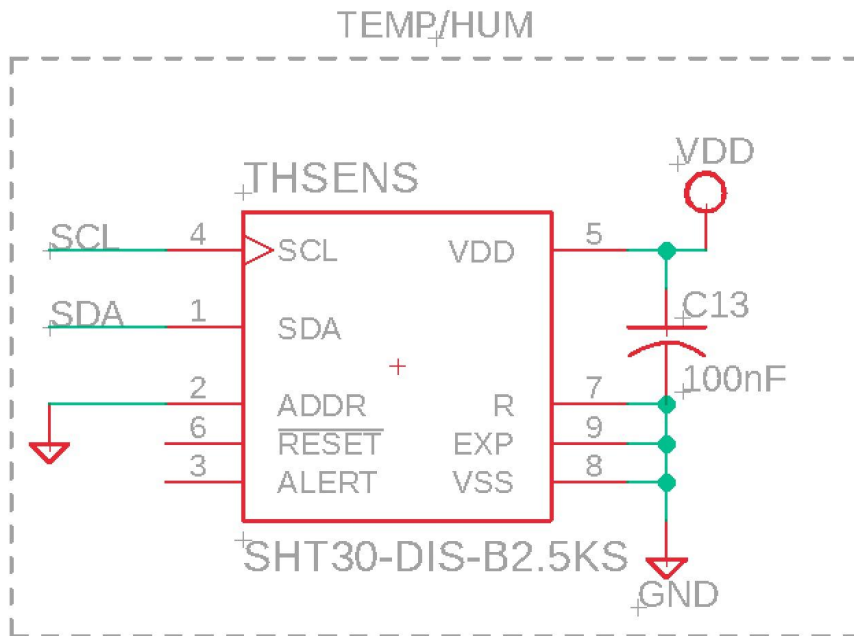 TEMP/HUM
THSENS
VDD
SCL 4 SCL VDD 5
C13
SDA 1 SDA
100nF
2 ADDR R 7
6 RESET EXP 9
3 ALERT VSS 8
SHT30-DIS-B2.5KS
GND